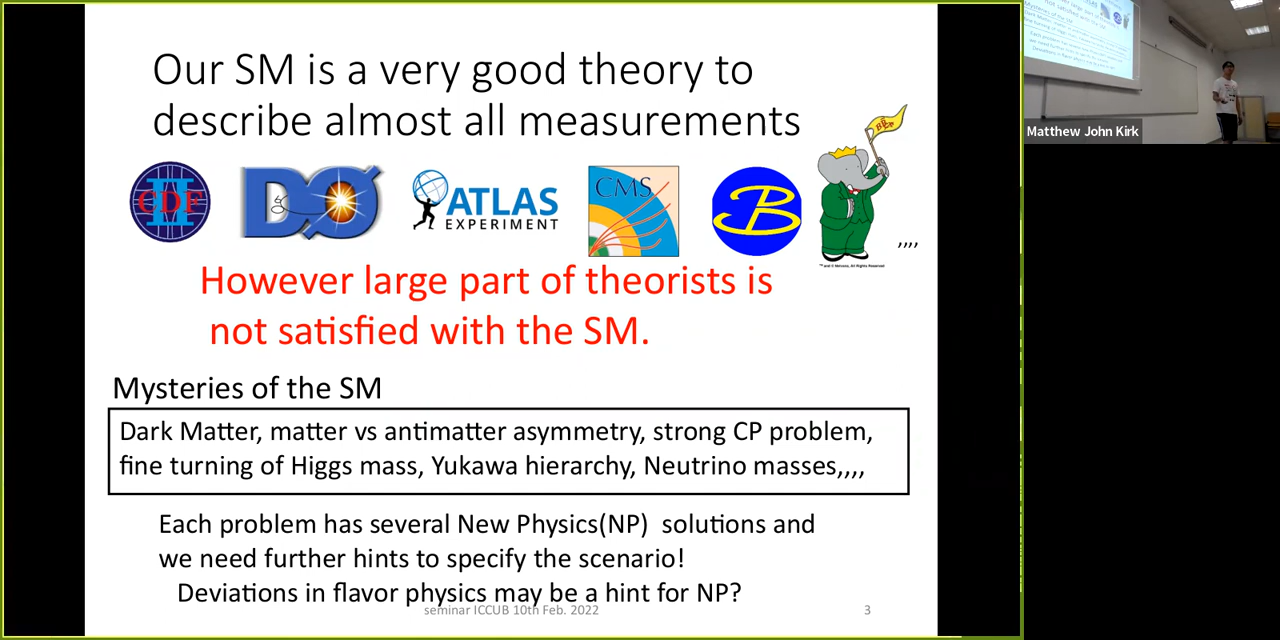 Our SM is a very good theory to
describe almost all measurements
CDF II
DØ
ATLAS
EXPERIMENT
CMS
B
,,,,
However large part of theorists is
not satisfied with the SM.
Mysteries of the SM
Dark Matter, matter vs antimatter asymmetry, strong CP problem,
fine turning of Higgs mass, Yukawa hierarchy, Neutrino masses,,,,
Each problem has several New Physics(NP) solutions and
we need further hints to specify the scenario!
Deviations in flavor physics may be a hint for NP?
seminar ICCUB 10th Feb. 2022
3
Matthew John Kirk